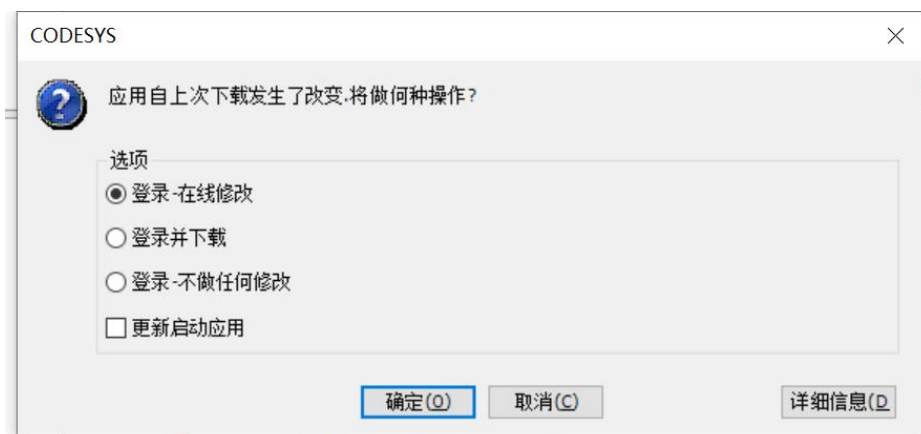 CODESYS
应用自上次下载发生了改变.将做何种操作?
选项
登录-在线修改
登录并下载
登录-不做任何修改
更新启动应用
确定(O) 取消(C) 详细信息(D